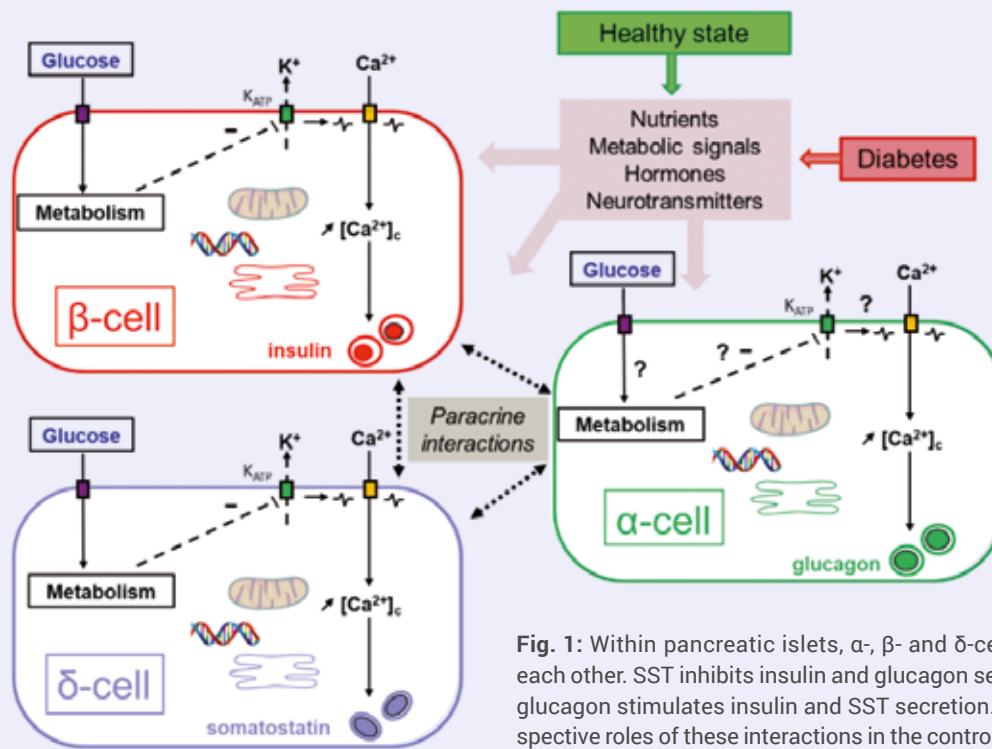 Glucose
K⁺
Ca²⁺
K_ATP
–
Metabolism
↗ [Ca²⁺]c
β-cell
insulin
Healthy state
Nutrients
Metabolic signals
Hormones
Neurotransmitters
Diabetes
Paracrine
interactions
Glucose
K⁺
Ca²⁺
K_ATP
?
? –
?
Metabolism
↗ [Ca²⁺]c
α-cell
glucagon
Glucose
K⁺
Ca²⁺
K_ATP
–
Metabolism
↗ [Ca²⁺]c
δ-cell
somatostatin
Fig. 1: Within pancreatic islets, α-, β- and δ-ce
each other. SST inhibits insulin and glucagon se
glucagon stimulates insulin and SST secretion.
spective roles of these interactions in the contro